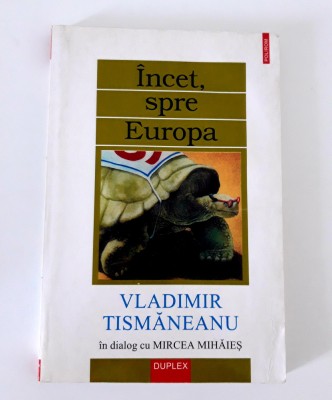 POLIROM
Încet,
spre
Europa
VLADIMIR
TISMĂNEANU
în dialog cu MIRCEA MIHĂIEȘ
DUPLEX